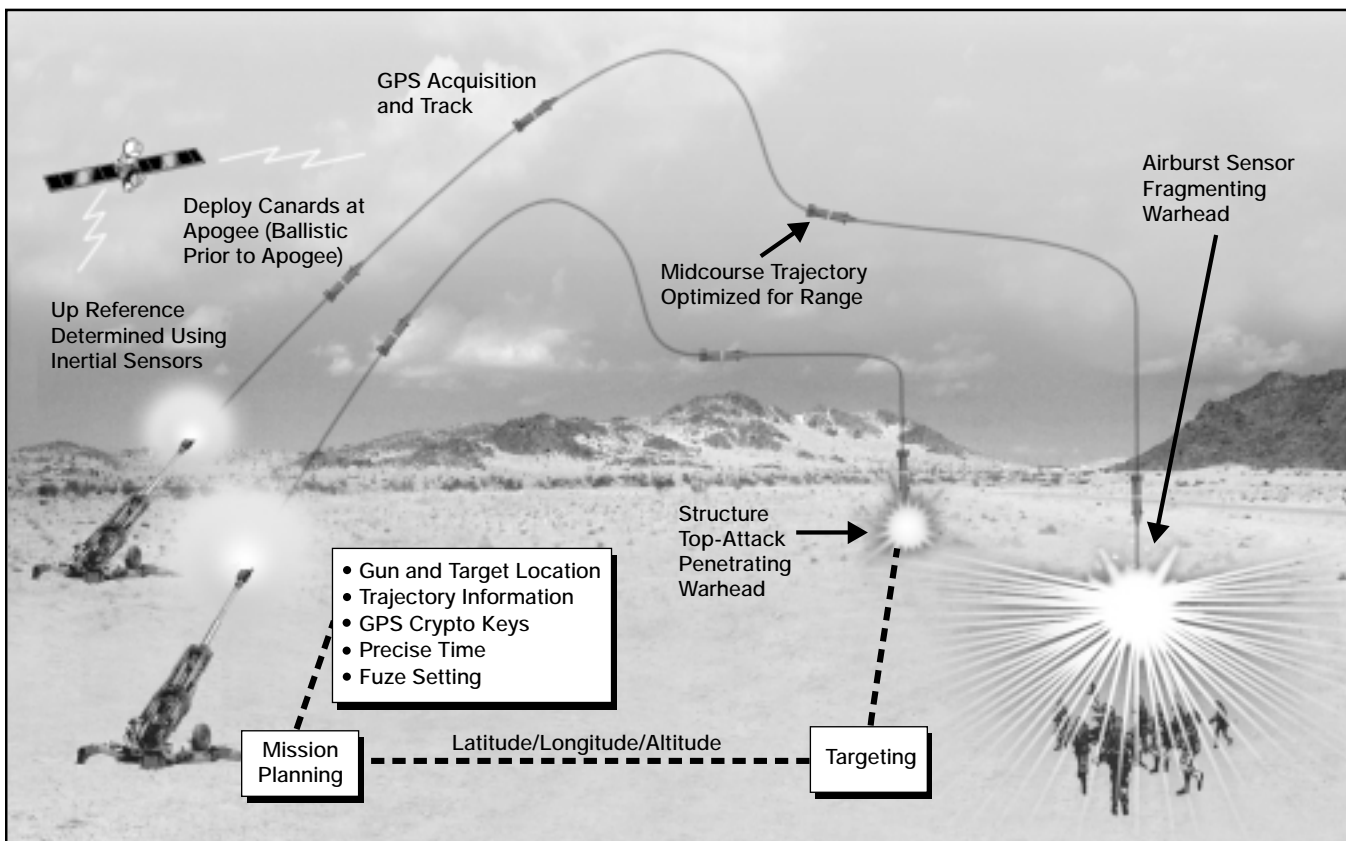 GPS Acquisition
and Track
Airburst Sensor
Fragmenting
Warhead
Deploy Canards at
Apogee (Ballistic
Prior to Apogee)
Midcourse Trajectory
Optimized for Range
Up Reference
Determined Using
Inertial Sensors
Structure
Top-Attack
Penetrating
Warhead
• Gun and Target Location
• Trajectory Information
• GPS Crypto Keys
• Precise Time
• Fuze Setting
Mission
Planning
Latitude/Longitude/Altitude
Targeting